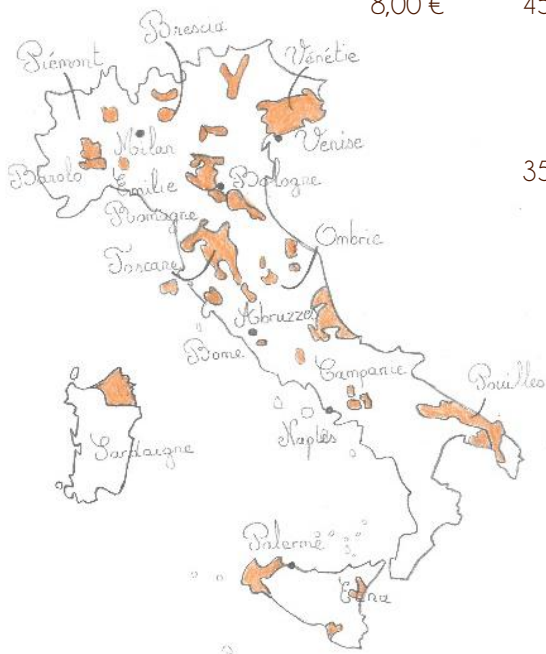 8,00 €
45
Brescia
Piémont
Vénétie
Milan
Venise
35
Barolo
Emilie
Bologne
Romagne
Ombrie
Toscane
Abruzzes
Rome
Campanie
Pouilles
Naples
Sardaigne
Palerme
Etna